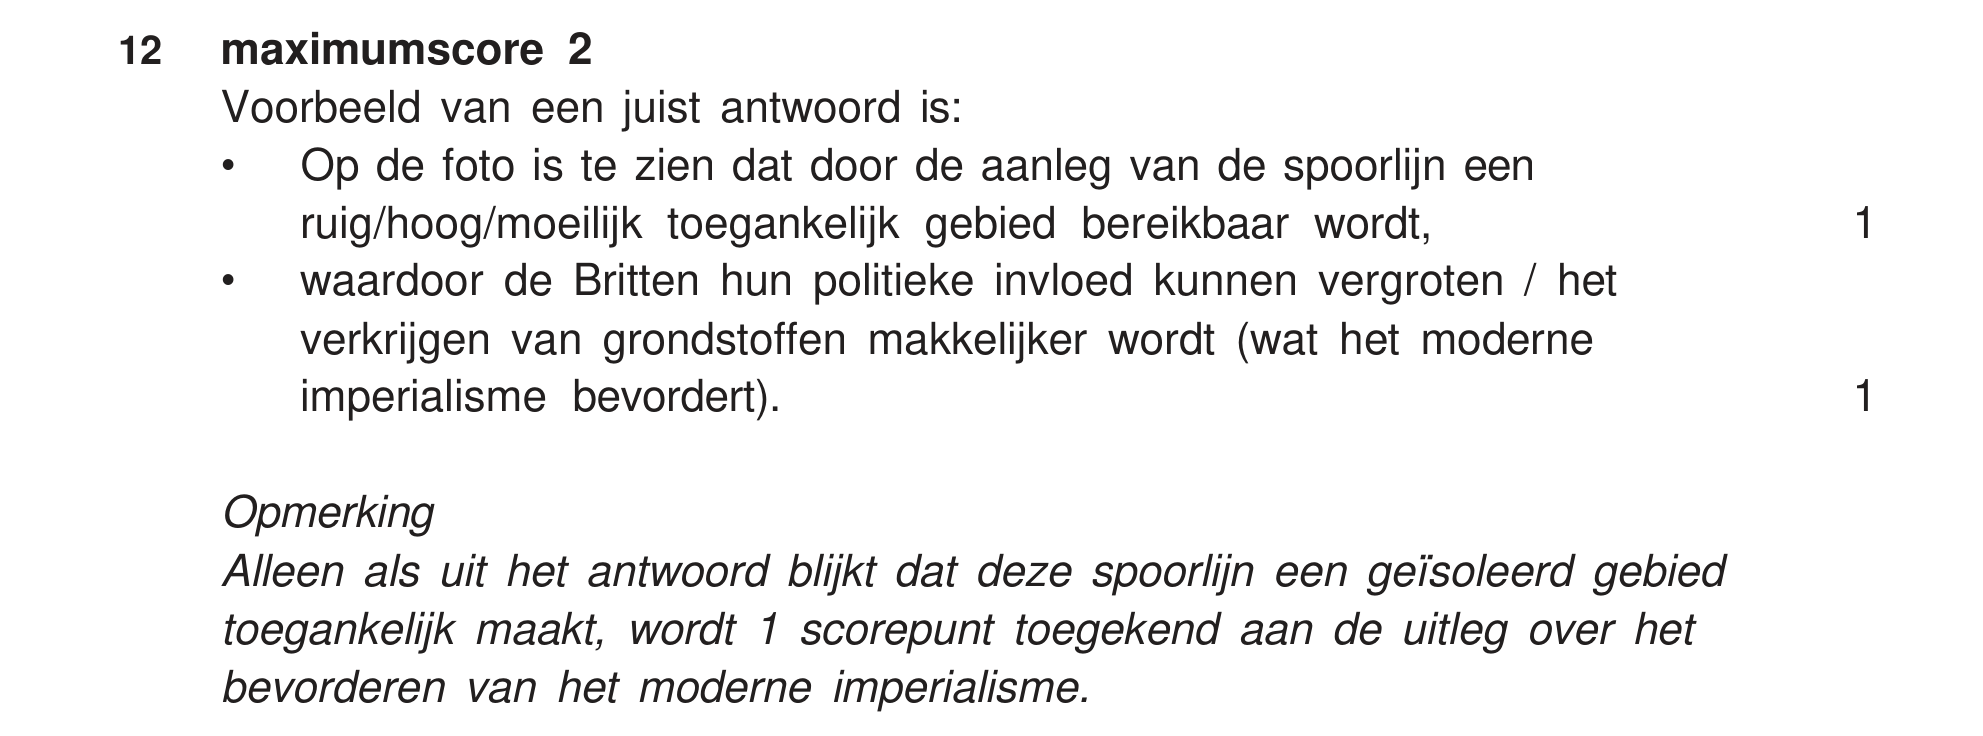 12 maximumscore 2
Voorbeeld van een juist antwoord is:
• Op de foto is te zien dat door de aanleg van de spoorlijn een
ruig/hoog/moeilijk toegankelijk gebied bereikbaar wordt, 1
• waardoor de Britten hun politieke invloed kunnen vergroten / het
verkrijgen van grondstoffen makkelijker wordt (wat het moderne
imperialisme bevordert). 1
Opmerking
Alleen als uit het antwoord blijkt dat deze spoorlijn een geïsoleerd gebied
toegankelijk maakt, wordt 1 scorepunt toegekend aan de uitleg over het
bevorderen van het moderne imperialisme.